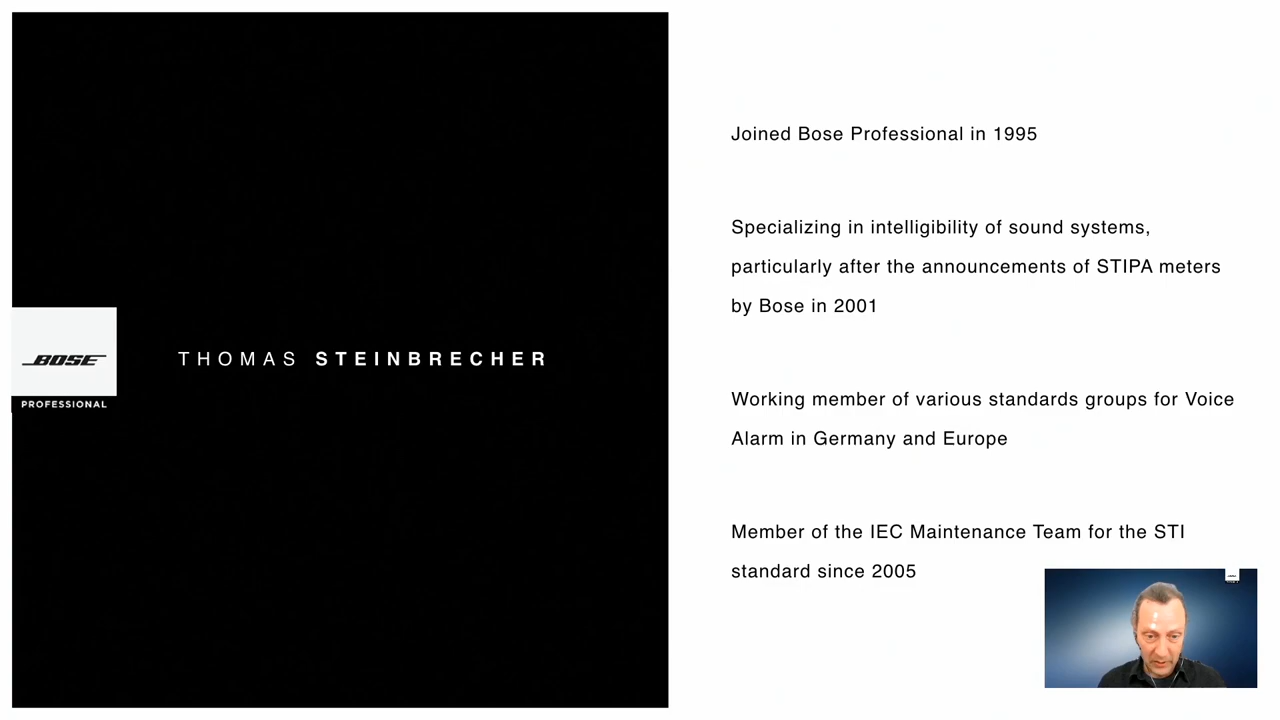 BOSE
PROFESSIONAL
THOMAS STEINBRECHER
Joined Bose Professional in 1995
Specializing in intelligibility of sound systems,
particularly after the announcements of STIPA meters
by Bose in 2001
Working member of various standards groups for Voice
Alarm in Germany and Europe
Member of the IEC Maintenance Team for the STI
standard since 2005